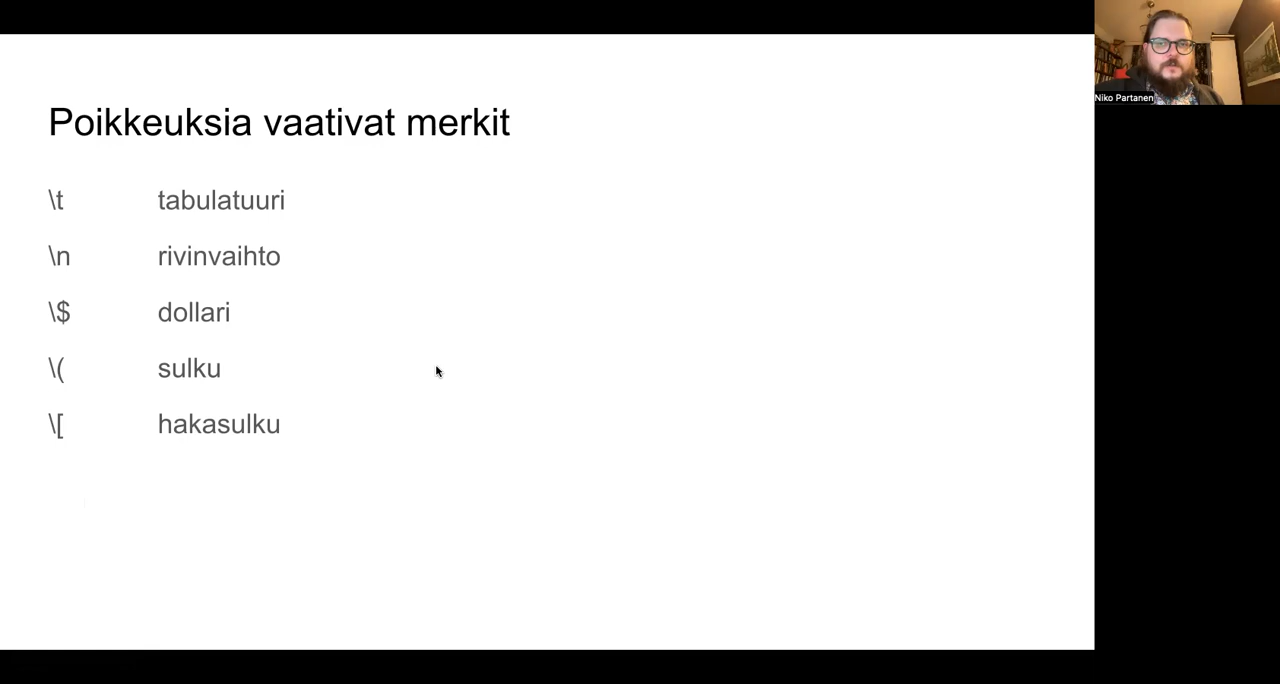 Poikkeuksia vaativat merkit
\t tabulatuuri
\n rivinvaihto
\$ dollari
\( sulku
\[ hakasulku
Niko Partanen